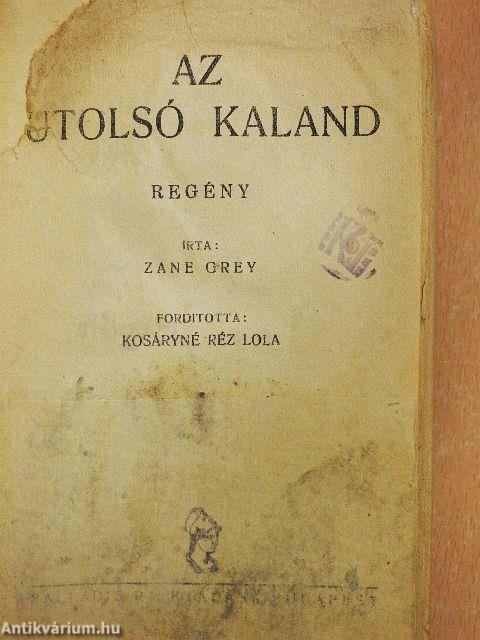 AZ
UTOLSÓ KALAND
REGÉNY
IRTA:
ZANE GREY
FORDITOTTA:
KOSÁRYNÉ RÉZ LOLA
Antikvárium.hu